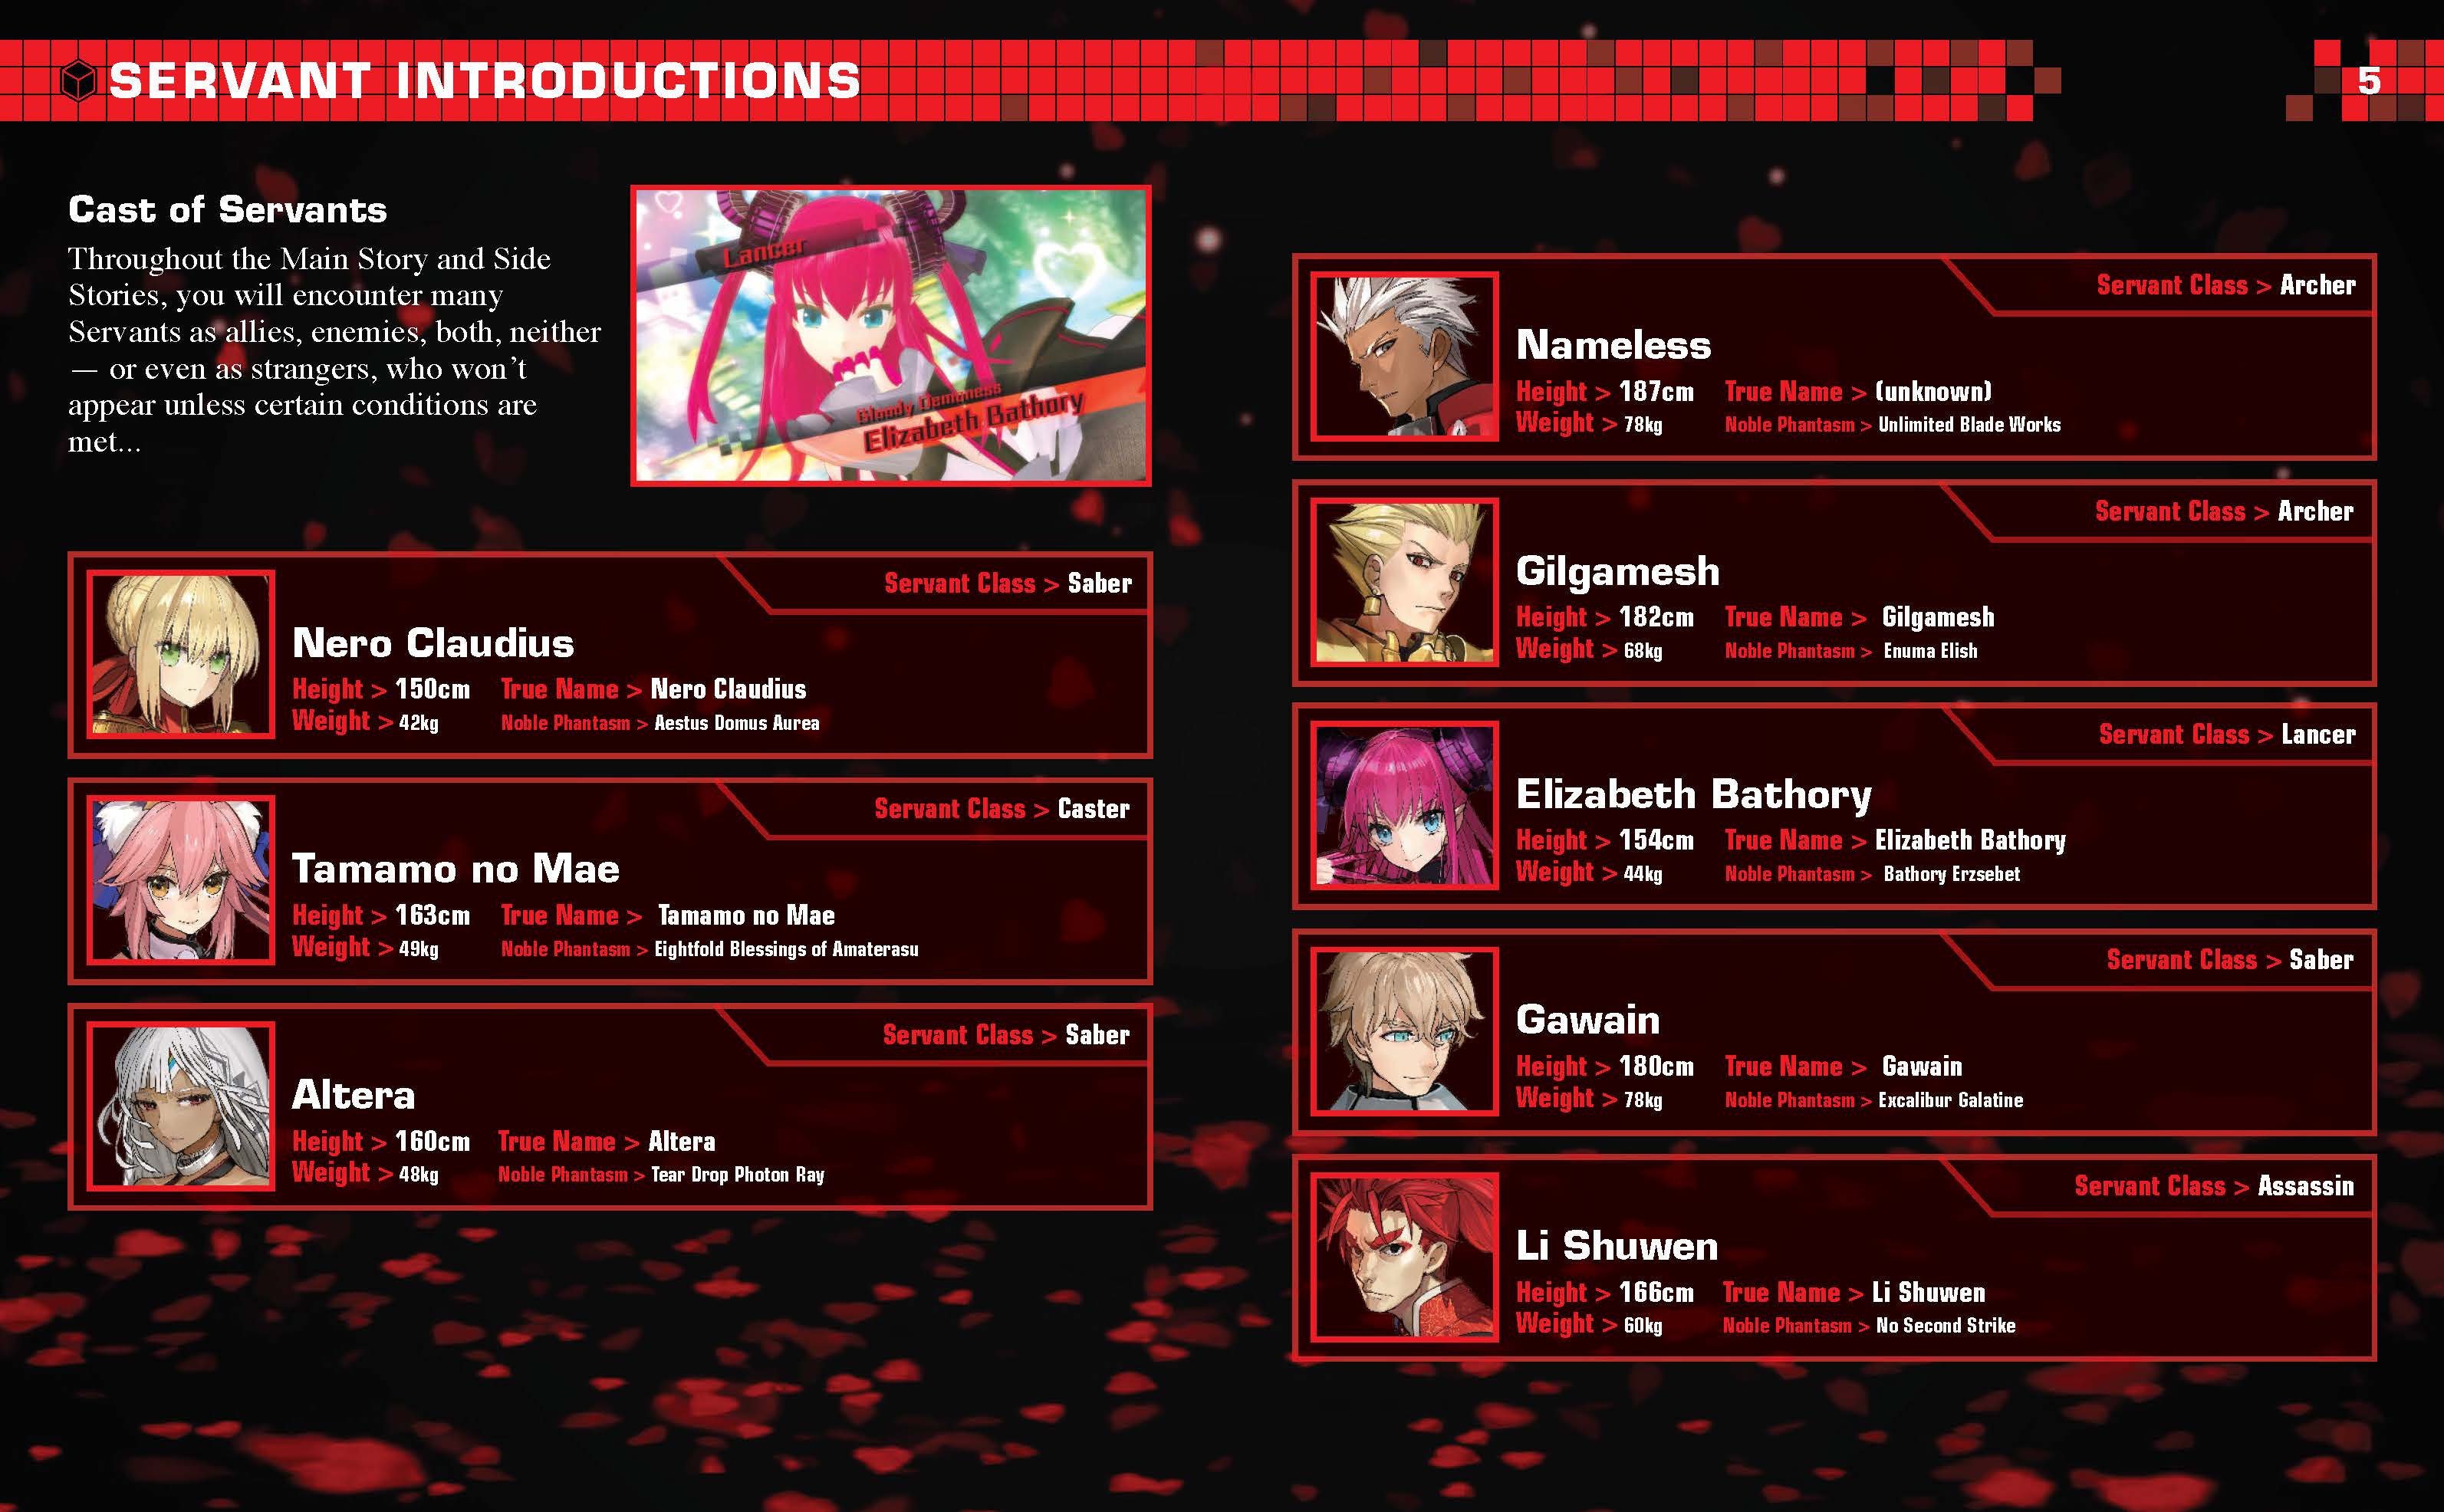 SERVANT INTRODUCTIONS
5
Cast of Servants
Throughout the Main Story and Side
Stories, you will encounter many
Servants as allies, enemies, both, neither
— or even as strangers, who won't
appear unless certain conditions are
met...
Lancer
Bloody Demoness
Elizabeth Bathory
Servant Class > Saber
Nero Claudius
Height > 150cm True Name > Nero Claudius
Weight > 42kg Noble Phantasm > Aestus Domus Aurea
Servant Class > Caster
Tamamo no Mae
Height > 163cm True Name > Tamamo no Mae
Weight > 49kg Noble Phantasm > Eightfold Blessings of Amaterasu
Servant Class > Saber
Altera
Height > 160cm True Name > Altera
Weight > 48kg Noble Phantasm > Tear Drop Photon Ray
Servant Class > Archer
Nameless
Height > 187cm True Name > (unknown)
Weight > 78kg Noble Phantasm > Unlimited Blade Works
Servant Class > Archer
Gilgamesh
Height > 182cm True Name > Gilgamesh
Weight > 68kg Noble Phantasm > Enuma Elish
Servant Class > Lancer
Elizabeth Bathory
Height > 154cm True Name > Elizabeth Bathory
Weight > 44kg Noble Phantasm > Bathory Erzsebet
Servant Class > Saber
Gawain
Height > 180cm True Name > Gawain
Weight > 78kg Noble Phantasm > Excalibur Galatine
Servant Class > Assassin
Li Shuwen
Height > 166cm True Name > Li Shuwen
Weight > 60kg Noble Phantasm > No Second Strike